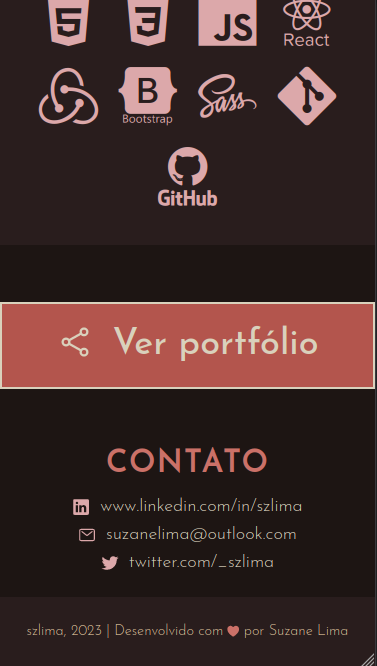 5
3
JS
React
B
Bootstrap
Sass
GitHub
Ver portfólio
CONTATO
in www.linkedin.com/in/szlima
suzanelima@outlook.com
twitter.com/_szlima
szlima, 2023 | Desenvolvido com ❤ por Suzane Lima